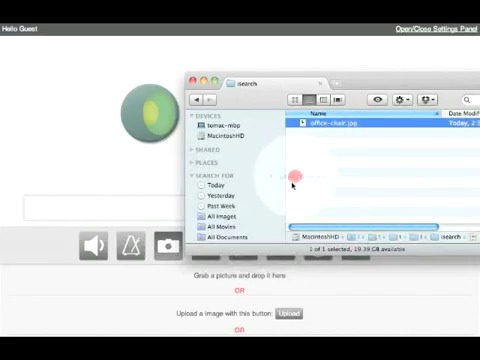 Hello Guest
Open/Close Settings Panel
isearch
DEVICES
tomac-mbp
MacintoshHD
SHARED
PLACES
SEARCH FOR
Today
Yesterday
Past Week
All Images
All Movies
All Documents
Name
Date Modif
office-chair.jpg
Today, 2:3
MacintoshHD
isearch
1 of 1 selected, 19.39 GB available
Grab a picture and drop it here
OR
Upload a image with this button: Upload
OR